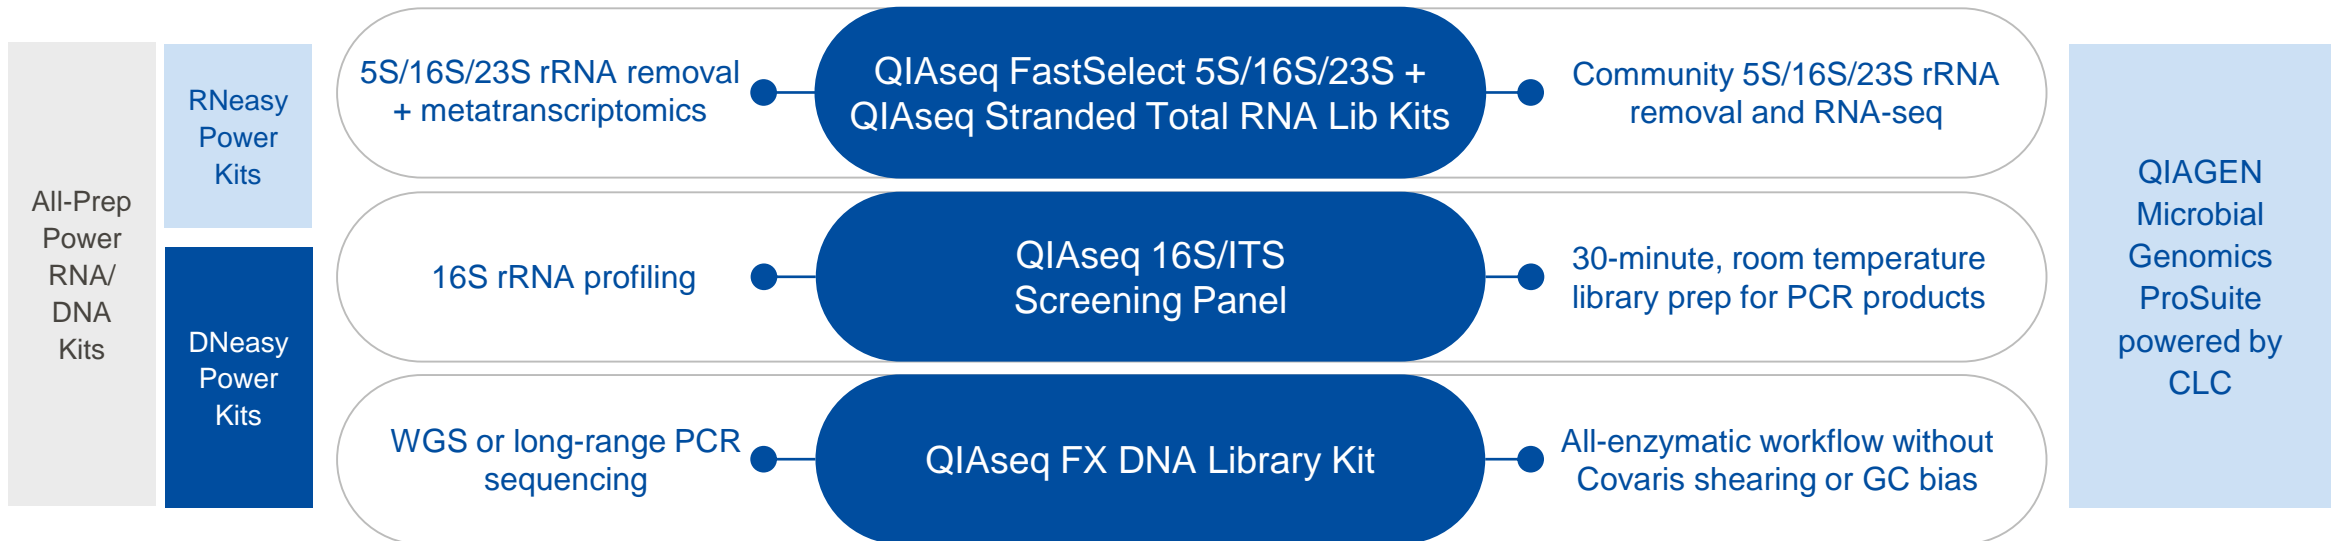 All-Prep
Power
RNA/
DNA
Kits
RNeasy
Power
Kits
DNeasy
Power
Kits
5S/16S/23S rRNA removal
+ metatranscriptomics
QIAseq FastSelect 5S/16S/23S +
QIAseq Stranded Total RNA Lib Kits
Community 5S/16S/23S rRNA
removal and RNA-seq
16S rRNA profiling
QIAseq 16S/ITS
Screening Panel
30-minute, room temperature
library prep for PCR products
WGS or long-range PCR
sequencing
QIAseq FX DNA Library Kit
All-enzymatic workflow without
Covaris shearing or GC bias
QIAGEN
Microbial
Genomics
ProSuite
powered by
CLC